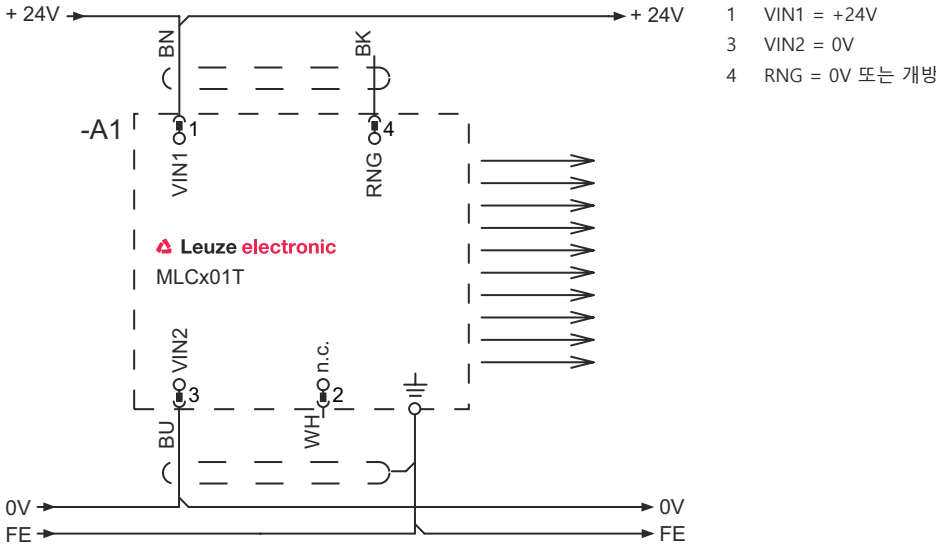 + 24V
+ 24V
1 VIN1 = +24V
3 VIN2 = 0V
4 RNG = 0V 또는 개방
BN
BK
-A1
1
4
VIN1
RNG
Leuze electronic
MLCx01T
VIN2
n.c.
3
2
BU
WH
0V
0V
FE
FE